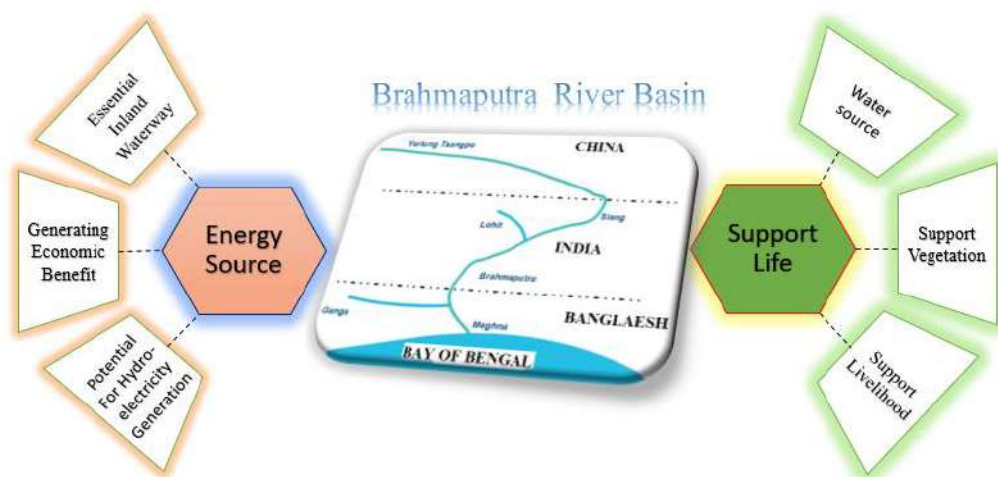 Brahmaputra River Basin
Essential
Inland
Waterway
Generating
Economic
Benefit
Potential
For Hydro-
electricity
Generation
Energy
Source
Yarlung Tsangpo
CHINA
Siang
Lohit
INDIA
Brahmaputra
Ganga
BANGLAESH
Meghna
BAY OF BENGAL
Support
Life
Water
source
Support
Vegetation
Support
Livelihood